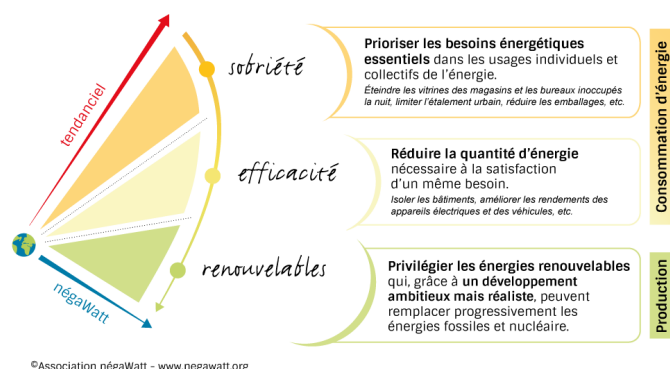 tendanciel
négaWatt
sobriété
Prioriser les besoins énergétiques
essentiels dans les usages individuels et
collectifs de l'énergie.
Éteindre les vitrines des magasins et les bureaux inoccupés
la nuit, limiter l'étalement urbain, réduire les emballages, etc.
efficacité
Réduire la quantité d'énergie
nécessaire à la satisfaction
d'un même besoin.
Isoler les bâtiments, améliorer les rendements des
appareils électriques et des véhicules, etc.
Consommation d'énergie
renouvelables
Privilégier les énergies renouvelables
qui, grâce à un développement
ambitieux mais réaliste, peuvent
remplacer progressivement les
énergies fossiles et nucléaire.
Production
©Association négaWatt - www.negawatt.org